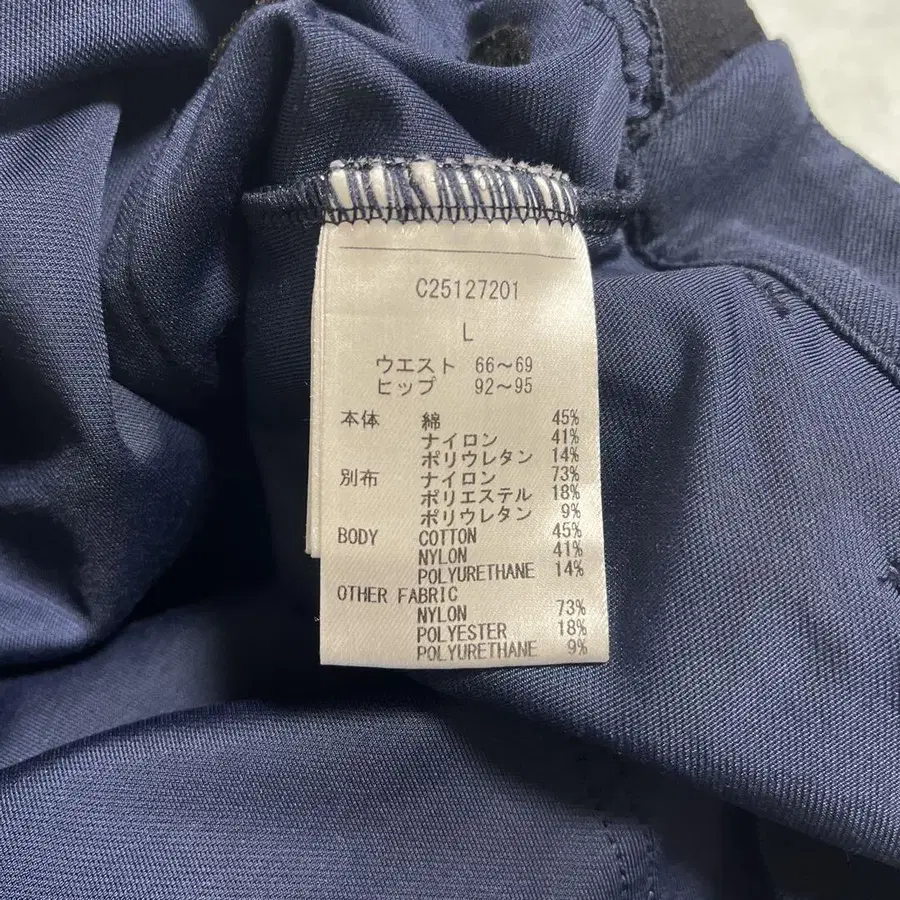 C25127201
L
ウエスト 66～69
ヒップ 92～95
本体 綿 45%
ナイロン 41%
ポリウレタン 14%
別布 ナイロン 73%
ポリエステル 18%
ポリウレタン 9%
BODY COTTON 45%
NYLON 41%
POLYURETHANE 14%
OTHER FABRIC
NYLON 73%
POLYESTER 18%
POLYURETHANE 9%